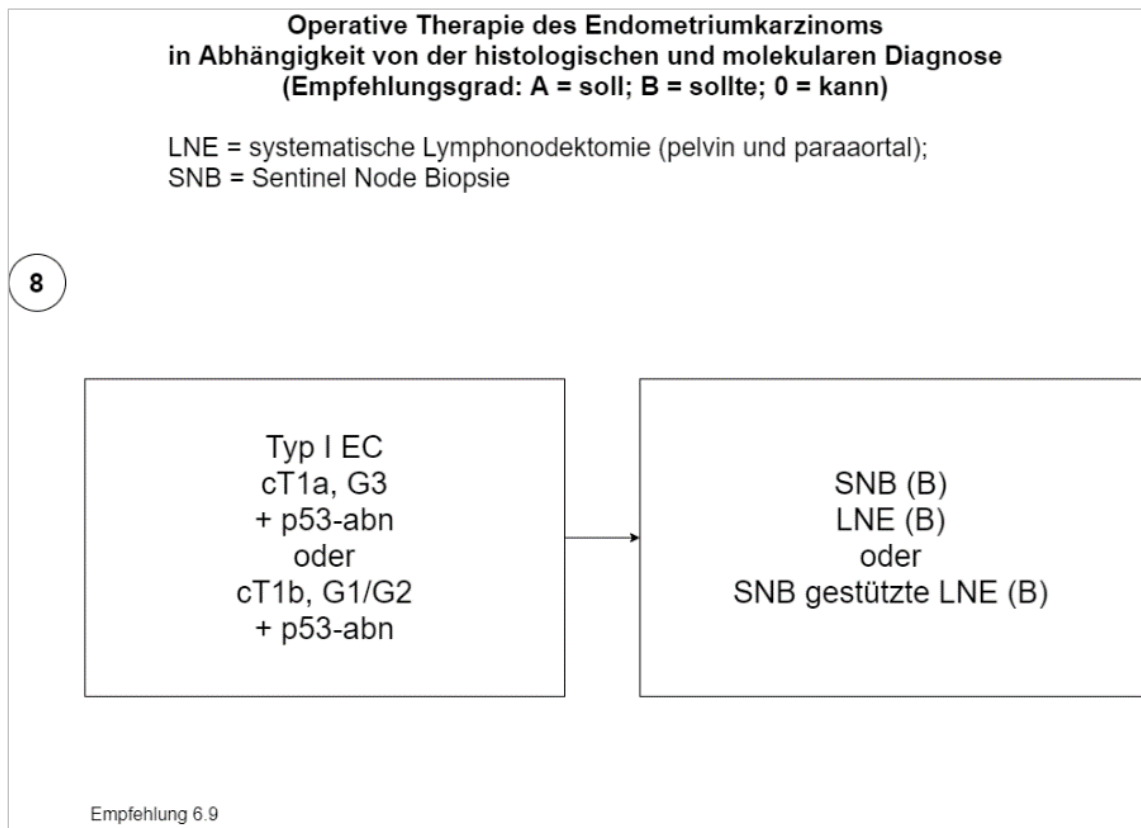 Operative Therapie des Endometriumkarzinoms
in Abhängigkeit von der histologischen und molekularen Diagnose
(Empfehlungsgrad: A = soll; B = sollte; 0 = kann)
LNE = systematische Lymphonodektomie (pelvin und paraaortal);
SNB = Sentinel Node Biopsie
8
Typ I EC
cT1a, G3
+ p53-abn
oder
cT1b, G1/G2
+ p53-abn
SNB (B)
LNE (B)
oder
SNB gestützte LNE (B)
Empfehlung 6.9